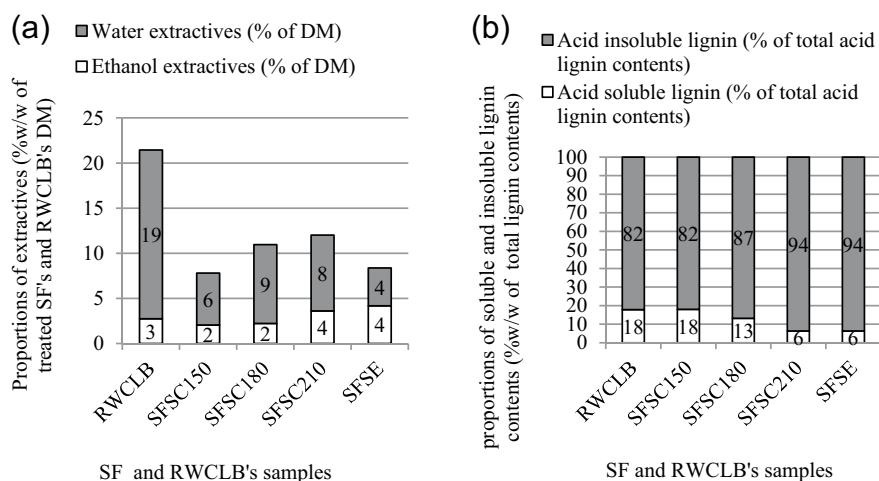 (a)
Water extractives (% of DM)
Ethanol extractives (% of DM)
Proportions of extractives (%w/w of
treated SF's and RWCLB's DM)
25
20
15
10
5
0
19
3
6
2
9
2
8
4
4
4
RWCLB
SFSC150
SFSC180
SFSC210
SFSE
SF and RWCLB's samples
(b)
Acid insoluble lignin (% of total acid
lignin contents)
Acid soluble lignin (% of total acid
lignin contents)
proportions of soluble and insoluble lignin
contents (%w/w of total lignin contents)
100
90
80
70
60
50
40
30
20
10
0
82
18
82
18
87
13
94
6
94
6
RWCLB
SFSC150
SFSC180
SFSC210
SFSE
SF and RWCLB's samples